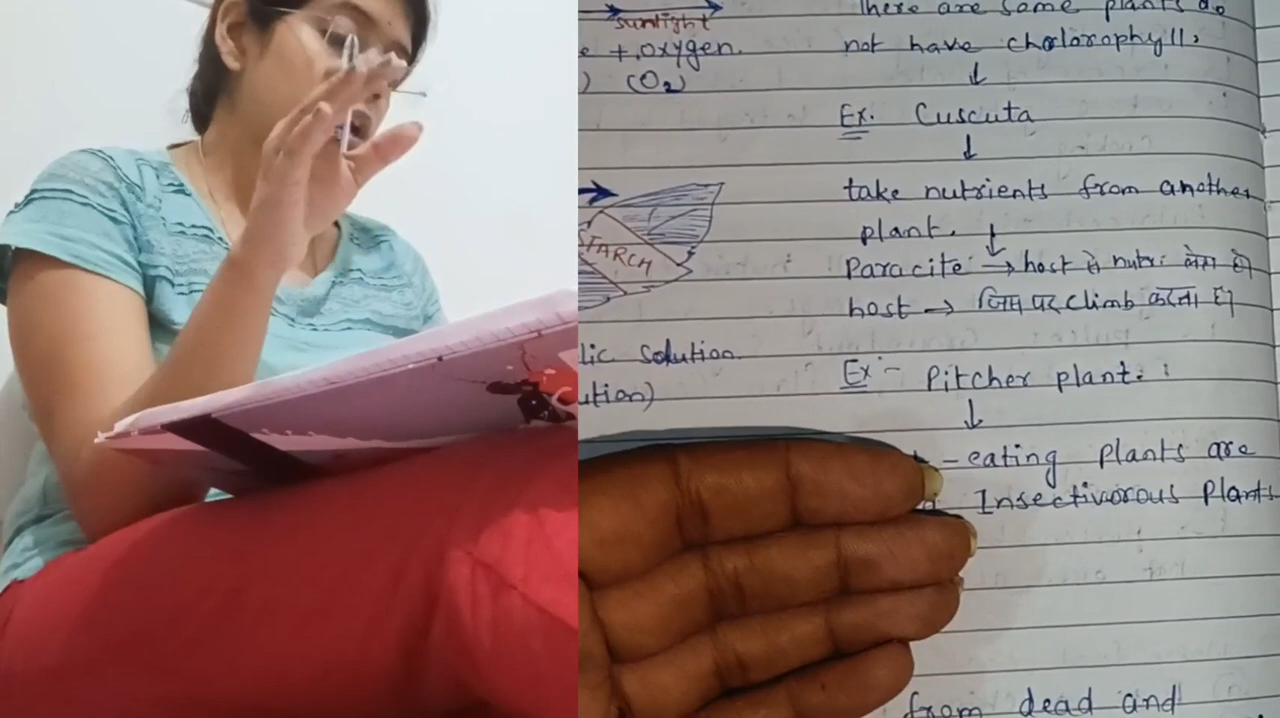 sunlight
e + oxygen.
) (O₂)
STARCH
lic solution.
ution)
There are some plants do
not have cholorophyll,
↓
Ex. Cuscuta
↓
take nutrients from another
plant. ↓
Paracite → host से nutri
host → जिस पर climb करता है।
Ex - Pitcher plant. :
↓
-eating plants are
Insectivorous Plants
from dead and